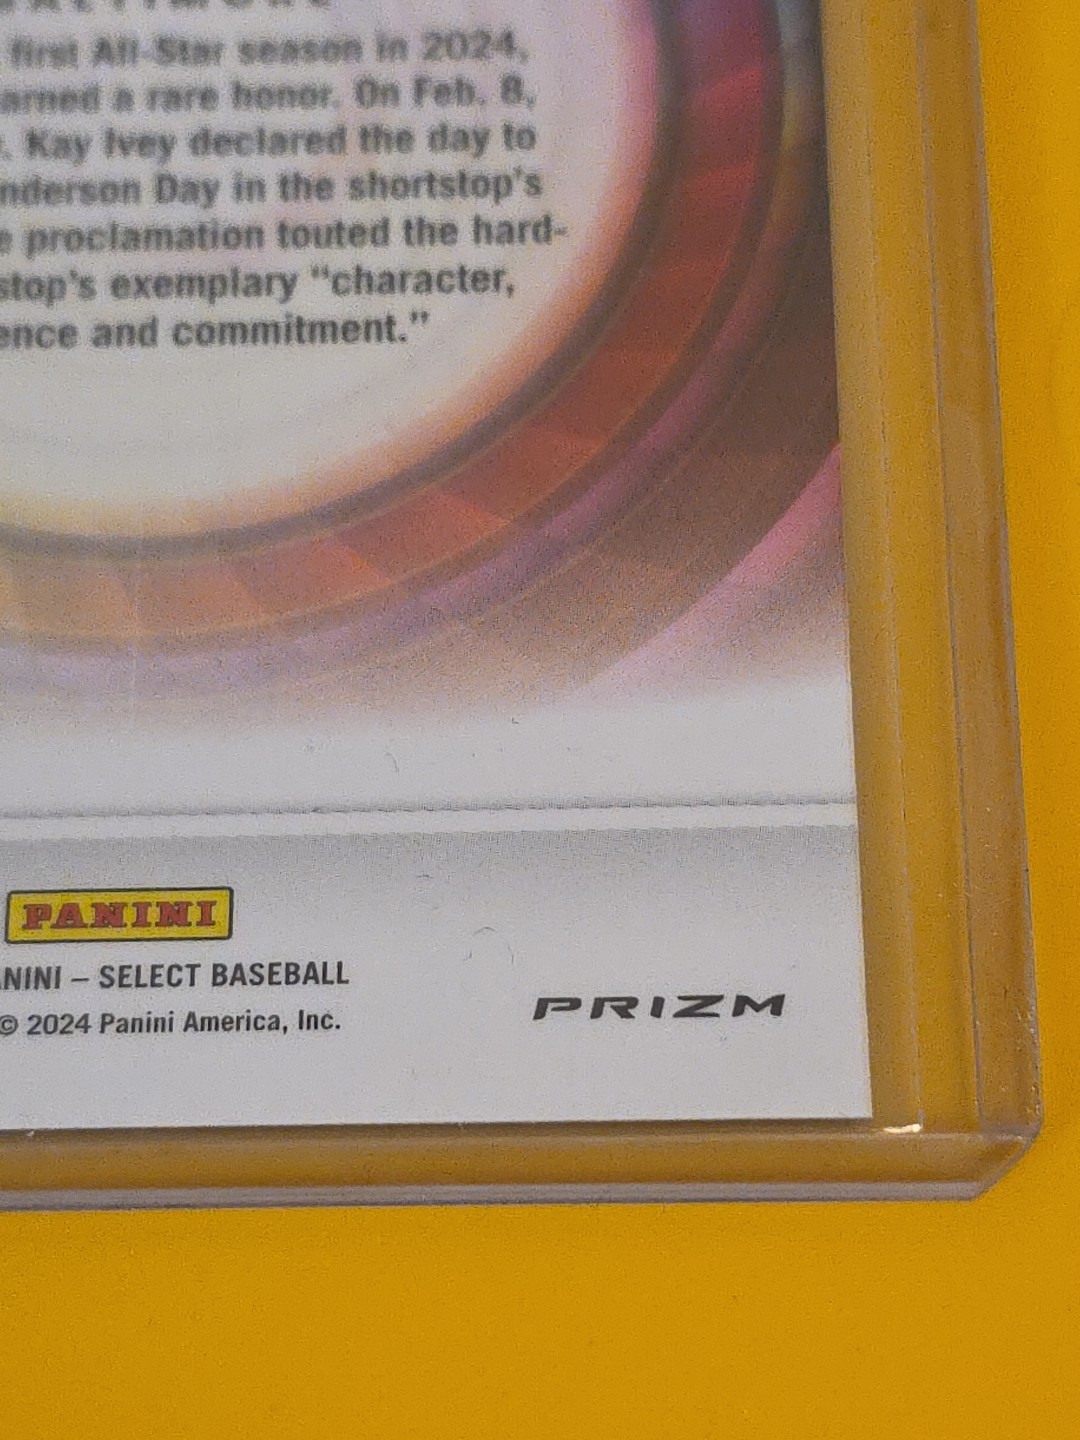 first All-Star season in 2024,
arned a rare honor. On Feb. 8,
. Kay Ivey declared the day to
nderson Day in the shortstop's
e proclamation touted the hard-
stop's exemplary "character,
ence and commitment."
PANINI
NINI – SELECT BASEBALL
© 2024 Panini America, Inc.
PRIZM